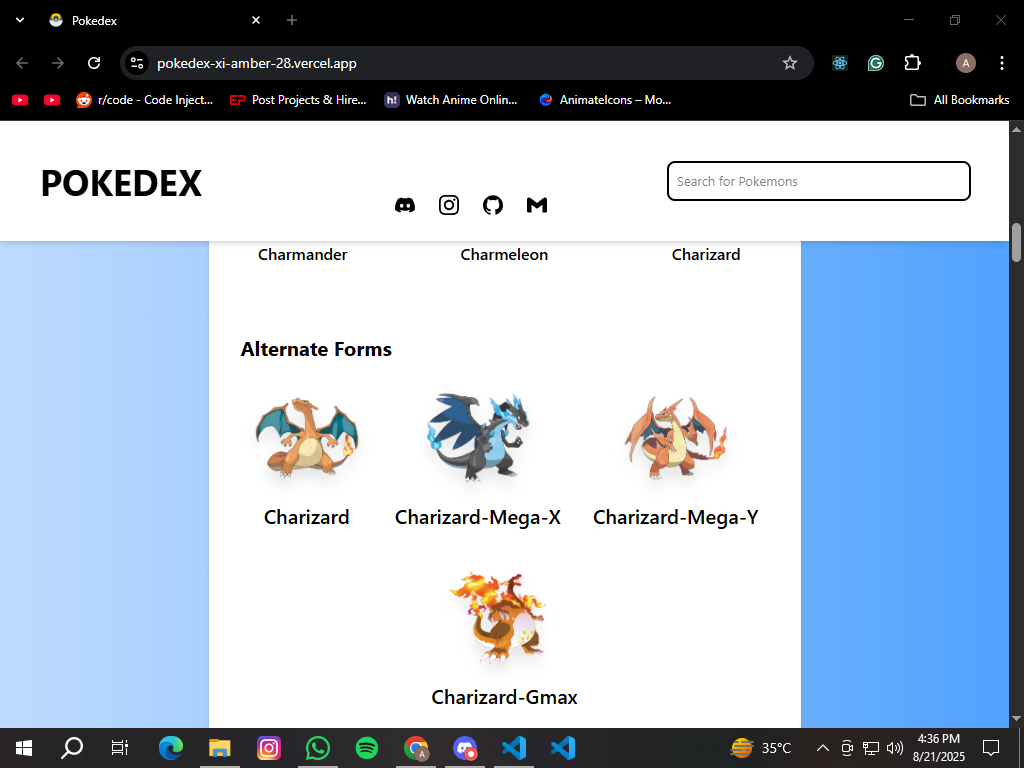 Pokedex
pokedex-xi-amber-28.vercel.app
A
r/code - Code Inject...
EP Post Projects & Hire...
h! Watch Anime Onlin...
AnimateIcons – Mo...
All Bookmarks
POKEDEX
Search for Pokemons
Charmander Charmeleon Charizard
Alternate Forms
Charizard Charizard-Mega-X Charizard-Mega-Y
Charizard-Gmax
A
35°C
4:36 PM
8/21/2025